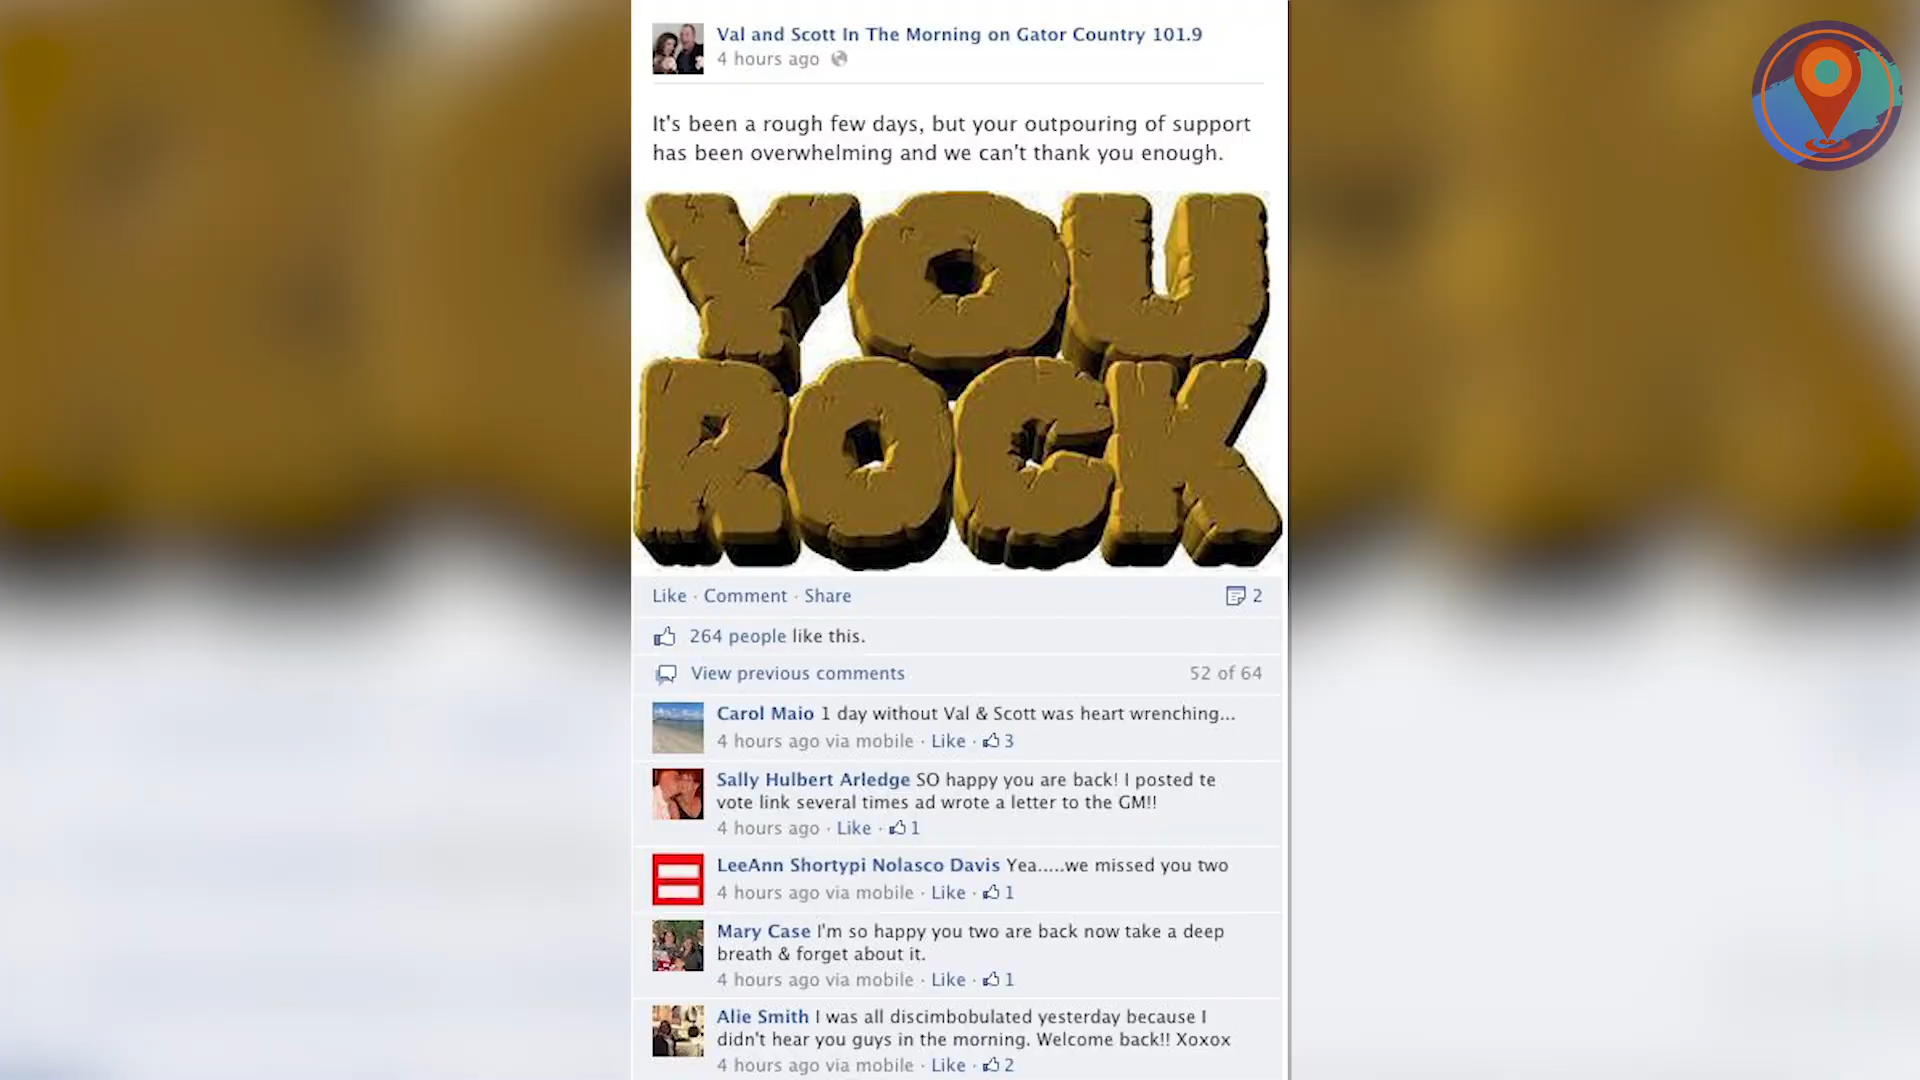 Val and Scott In The Morning on Gator Country 101.9
4 hours ago
It's been a rough few days, but your outpouring of support
has been overwhelming and we can't thank you enough.
YOU
ROCK
Like · Comment · Share
2
264 people like this.
View previous comments
52 of 64
Carol Maio 1 day without Val & Scott was heart wrenching...
4 hours ago via mobile · Like · 3
Sally Hulbert Arledge SO happy you are back! I posted te
vote link several times ad wrote a letter to the GM!!
4 hours ago · Like · 1
LeeAnn Shortypi Nolasco Davis Yea.....we missed you two
4 hours ago via mobile · Like · 1
Mary Case I'm so happy you two are back now take a deep
breath & forget about it.
4 hours ago via mobile · Like · 1
Alie Smith I was all discimbobulated yesterday because I
didn't hear you guys in the morning. Welcome back!! Xoxox
4 hours ago via mobile · Like · 2